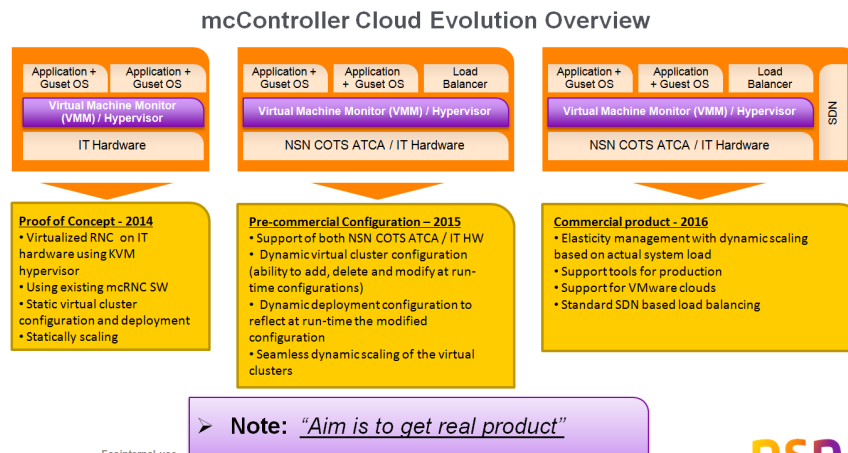 mcController Cloud Evolution Overview
Application +
Guset OS
Application +
Guset OS
Virtual Machine Monitor
(VMM) / Hypervisor
IT Hardware
Application +
Guset OS
Application
+ Guset OS
Load
Balancer
Virtual Machine Monitor (VMM) / Hypervisor
NSN COTS ATCA / IT Hardware
Application +
Guset OS
Application
+ Guest OS
Load
Balancer
Virtual Machine Monitor (VMM) / Hypervisor
NSN COTS ATCA / IT Hardware
SDN
Proof of Concept - 2014
• Virtualized RNC on IT
hardware using KVM
hypervisor
• Using existing mcRNC SW
• Static virtual cluster
configuration and deployment
• Statically scaling
Pre-commercial Configuration – 2015
• Support of both NSN COTS ATCA / IT HW
• Dynamic virtual cluster configuration
(ability to add, delete and modify at run-
time configurations)
• Dynamic deployment configuration to
reflect at run-time the modified
configuration
• Seamless dynamic scaling of the virtual
clusters
Commercial product - 2016
• Elasticity management with dynamic scaling
based on actual system load
• Support tools for production
• Support for VMware clouds
• Standard SDN based load balancing
➢ Note: “Aim is to get real product”